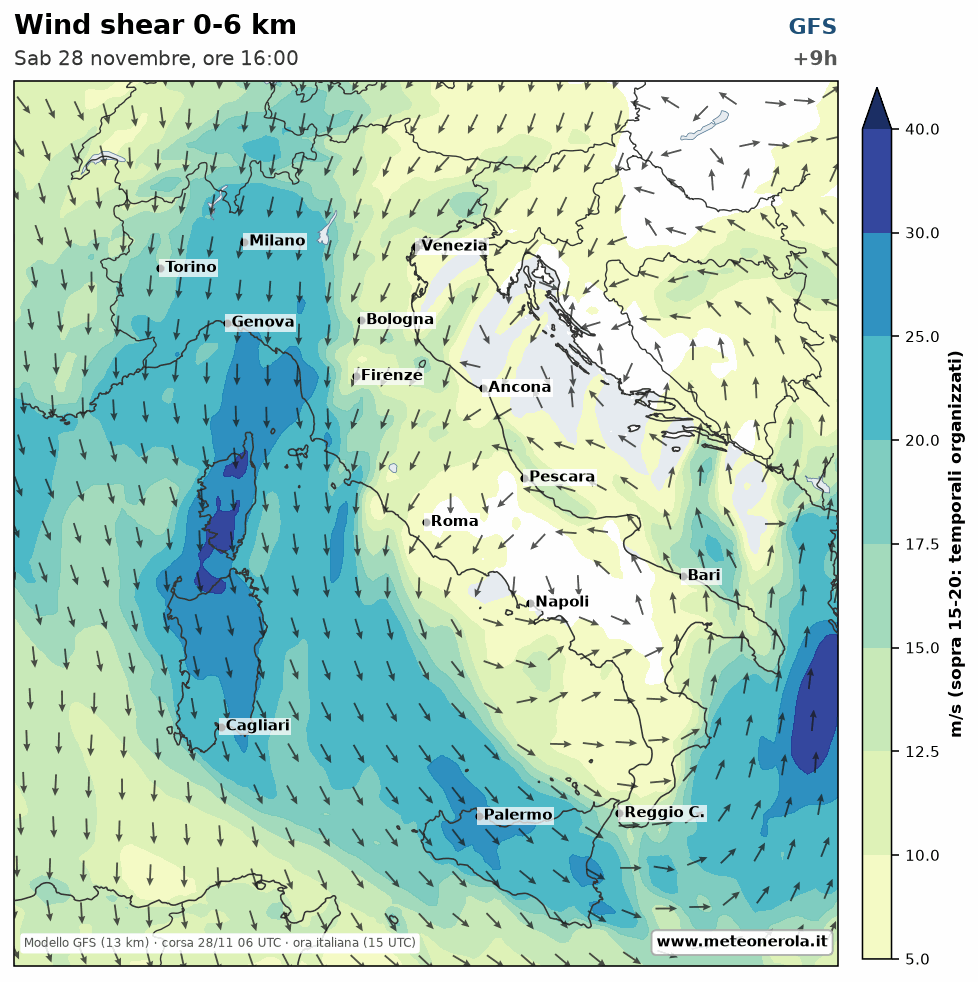 Wind shear 0-6 km
GFS
Sab 28 novembre, ore 16:00
+9h
Milano
Venezia
Torino
Genova
Bologna
Firenze
Ancona
Pescara
Roma
Bari
Napoli
Cagliari
Palermo
Reggio C.
Modello GFS (13 km) · corsa 28/11 06 UTC · ora italiana (15 UTC)
www.meteonerola.it
40.0
30.0
25.0
20.0
17.5
15.0
12.5
10.0
5.0
m/s (sopra 15-20: temporali organizzati)